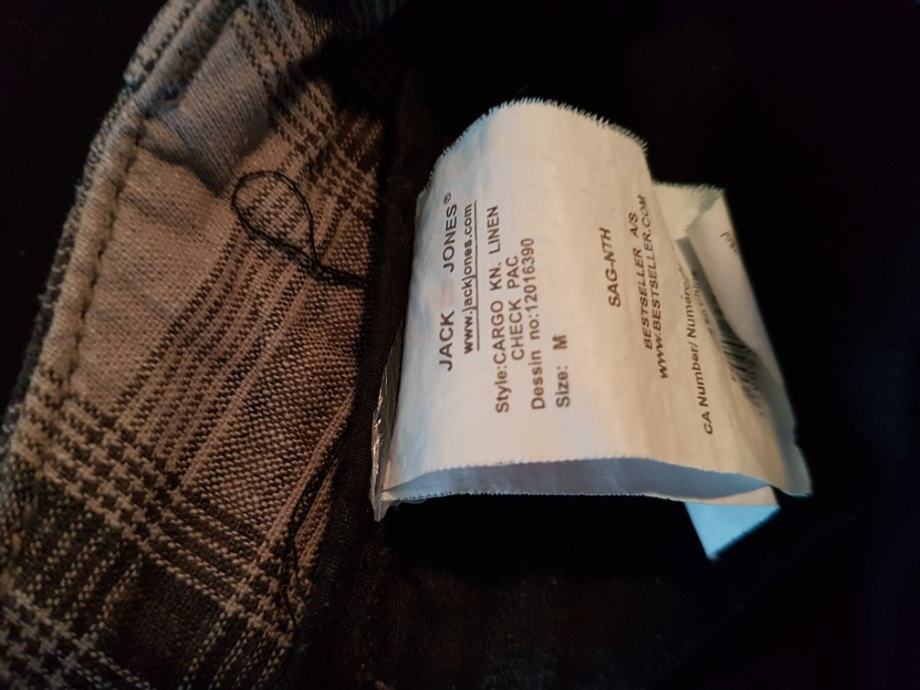 JACK JONES®
www.jackjones.com
Style:CARGO KN. LINEN
CHECK PAC
Dessin no:12016390
Size: M
SAG-NTH
BESTSELLER A/S
WWW.BESTSELLER.COM
CA Number/ Numéro